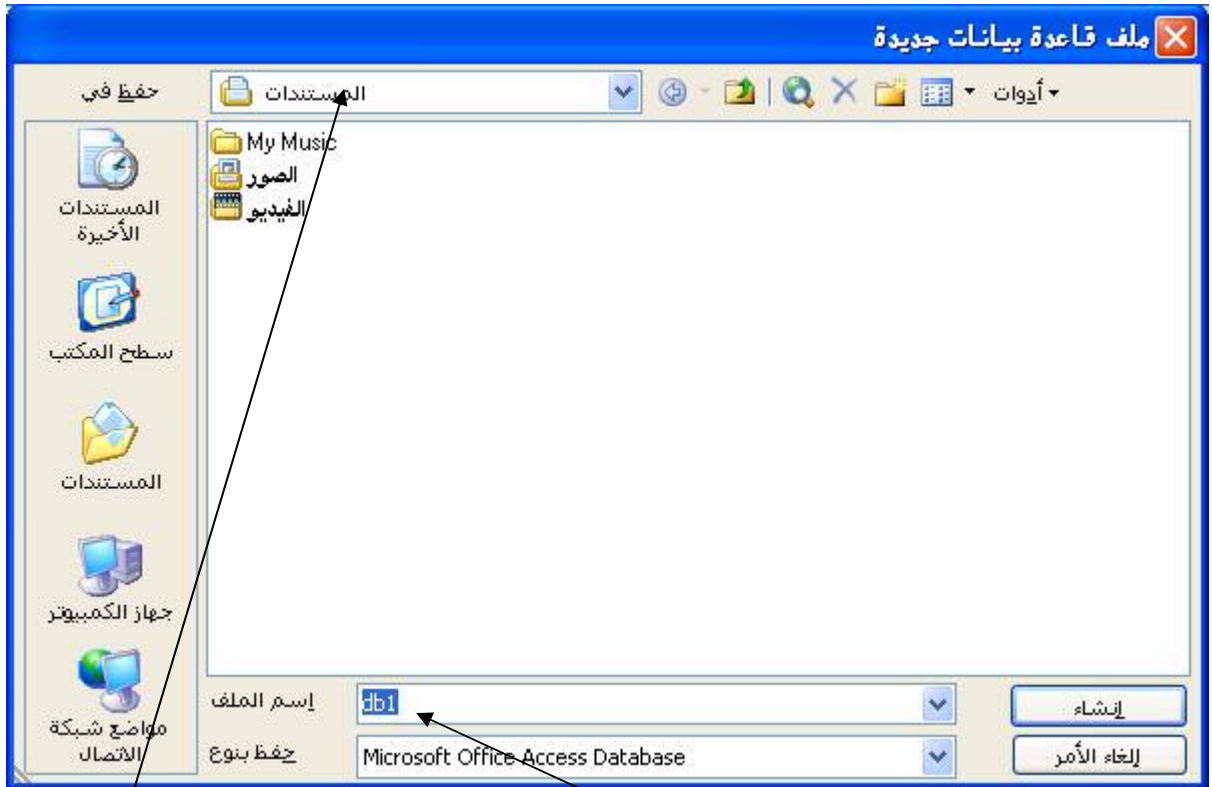 ملف قاعدة بيانات جديدة
حفظ في
المستندات
أدوات
My Music
الصور
الفيديو
المستندات
الأخيرة
سطح المكتب
المستندات
جهاز الكمبيوتر
مواضع شبكة
الاتصال
إسم الملف
db1
إنشاء
حفظ بنوع
Microsoft Office Access Database
إلغاء الأمر